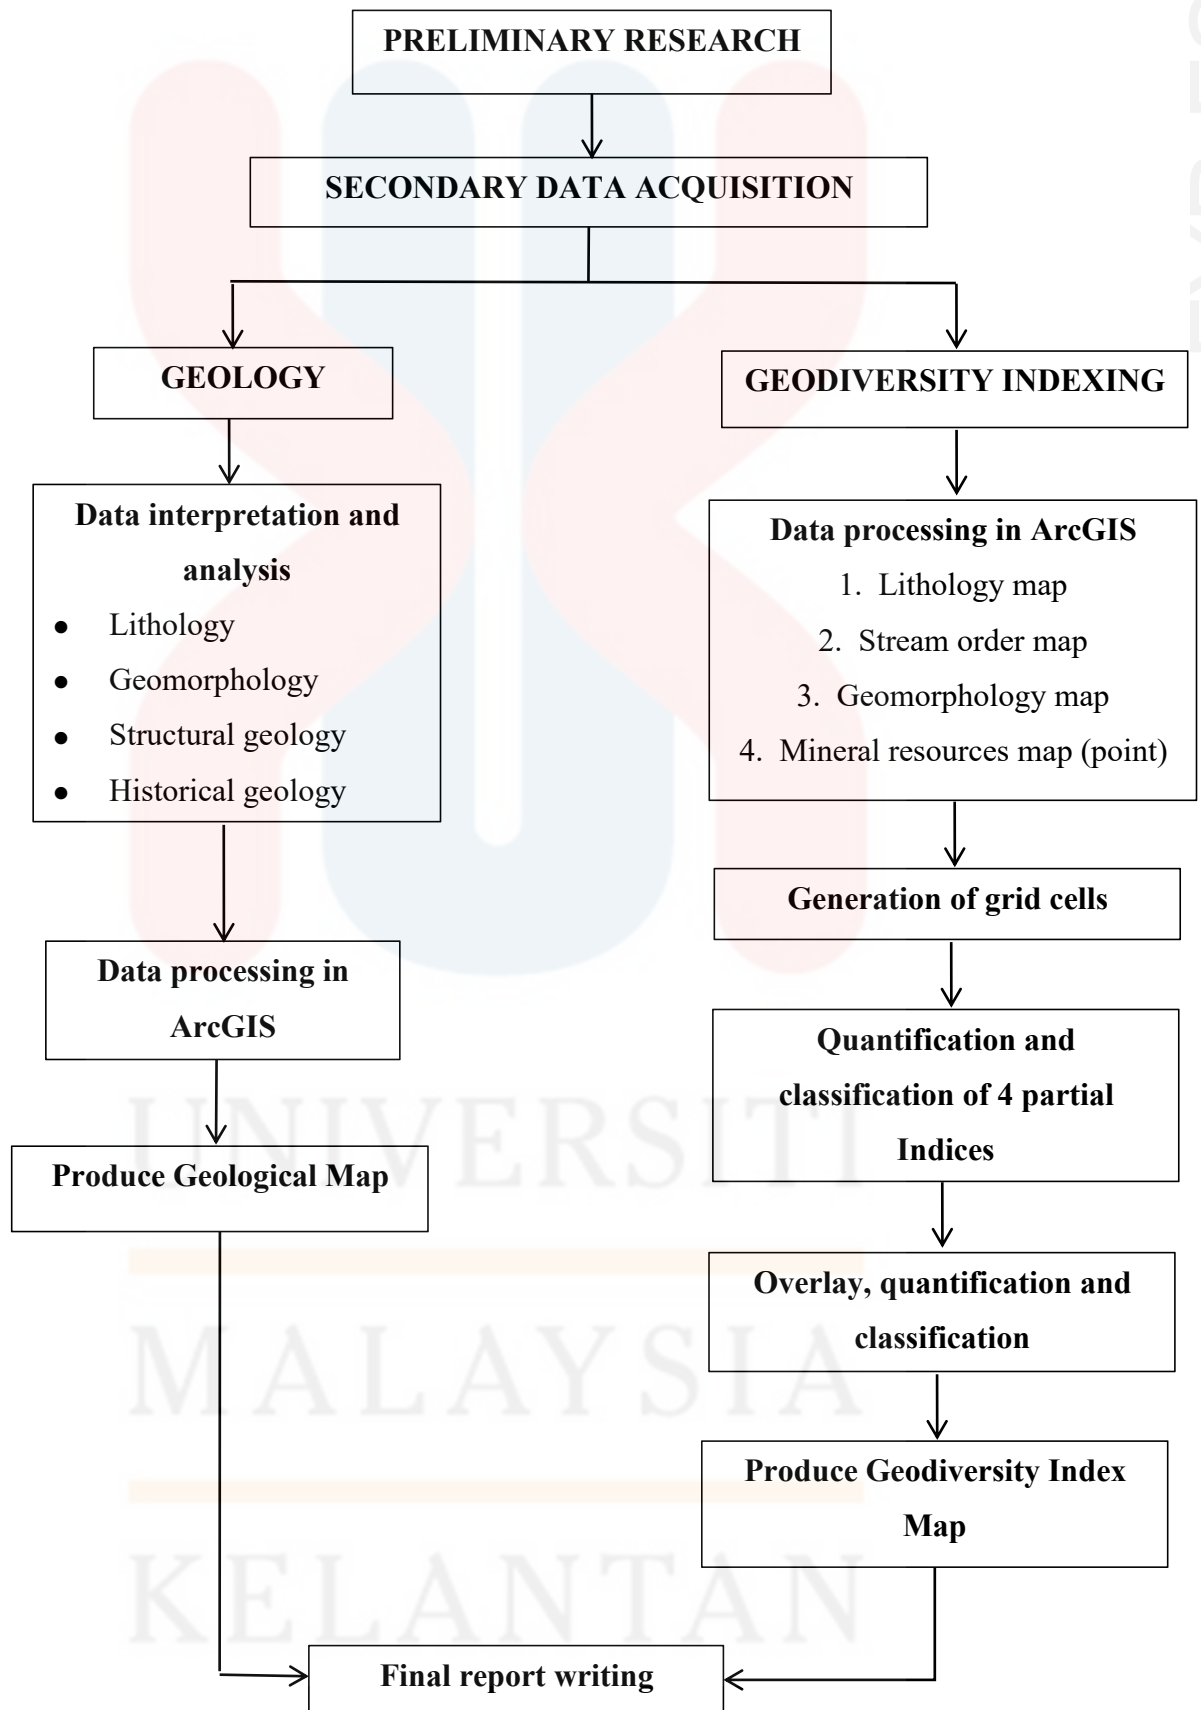 PRELIMINARY RESEARCH
SECONDARY DATA ACQUISITION
GEOLOGY
Data interpretation and
analysis
● Lithology
● Geomorphology
● Structural geology
● Historical geology
Data processing in
ArcGIS
Produce Geological Map
GEODIVERSITY INDEXING
Data processing in ArcGIS
1. Lithology map
2. Stream order map
3. Geomorphology map
4. Mineral resources map (point)
Generation of grid cells
Quantification and
classification of 4 partial
Indices
Overlay, quantification and
classification
Produce Geodiversity Index
Map
Final report writing
UNIVERSITI
MALAYSIA
KELANTAN